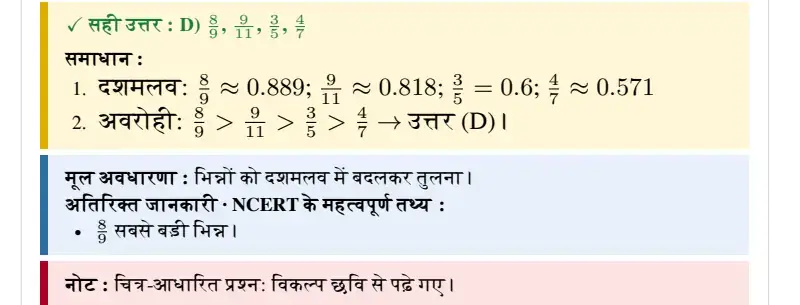 ✓ सही उत्तर : D) 8/9, 9/11, 3/5, 4/7
समाधान :
1. दशमलव: 8/9 ≈ 0.889; 9/11 ≈ 0.818; 3/5 = 0.6; 4/7 ≈ 0.571
2. अवरोही: 8/9 > 9/11 > 3/5 > 4/7 → उत्तर (D)।
मूल अवधारणा : भिन्नों को दशमलव में बदलकर तुलना।
अतिरिक्त जानकारी · NCERT के महत्वपूर्ण तथ्य :
• 8/9 सबसे बड़ी भिन्न।
नोट : चित्र-आधारित प्रश्न: विकल्प छवि से पढ़े गए।